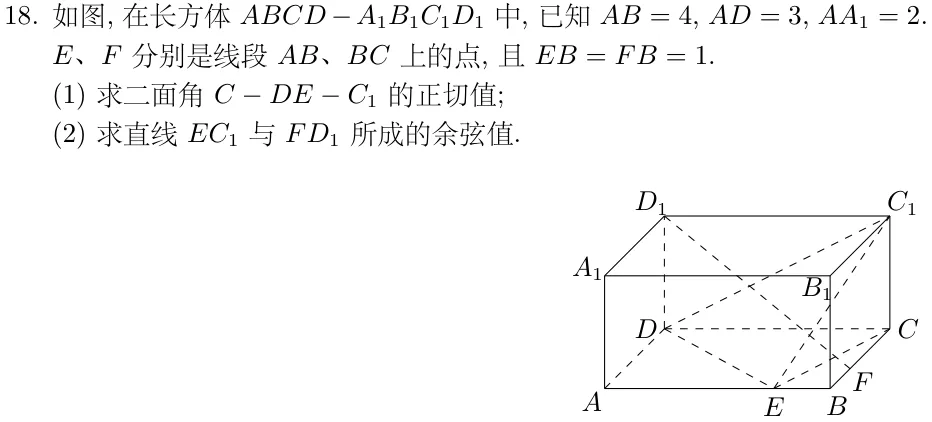 18. 如图, 在长方体 ABCD − A₁B₁C₁D₁ 中, 已知 AB = 4, AD = 3, AA₁ = 2.
E、F 分别是线段 AB、BC 上的点, 且 EB = FB = 1.
(1) 求二面角 C − DE − C₁ 的正切值;
(2) 求直线 EC₁ 与 FD₁ 所成的余弦值.
D₁ C₁
A₁ B₁
D C
F
A E B